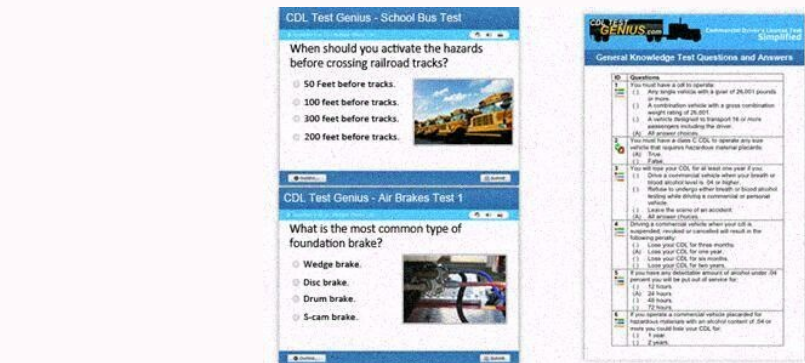 CDL Test Genius - School Bus Test
When should you activate the hazards
before crossing railroad tracks?
50 Feet before tracks.
100 feet before tracks.
300 feet before tracks.
200 feet before tracks.
CDL Test Genius - Air Brakes Test 1
What is the most common type of
foundation brake?
Wedge brake.
Disc brake.
Drum brake.
S-cam brake.
CDL TEST
GENIUS.com
Commercial Driver's License Test
Simplified
General Knowledge Test Questions and Answers
ID Questions
1 You must have a cdl to operate:
( ) Any single vehicle with a gvwr of 26,001 pounds
or more.
( ) A combination vehicle with a gross combination
weight rating of 26,001.
( ) A vehicle designed to transport 16 or more
passengers including the driver.
(A) All answer choices.
2 You must have a class C CDL to operate any size
vehicle that requires hazardous material placards.
(A) True.
( ) False.
3 You will lose your CDL for at least one year if you:
( ) Drive a commercial vehicle when your breath or
blood alcohol level is .04 or higher.
( ) Refuse to undergo either breath or blood alcohol
testing while driving a commercial or personal
vehicle.
( ) Leave the scene of an accident.
(A) All answer choices.
4 Driving a commercial vehicle when your cdl is
suspended, revoked or cancelled will result in the
following penalty:
( ) Lose your CDL for three months.
(A) Lose your CDL for one year.
( ) Lose your CDL for six months.
( ) Lose your CDL for two years.
5 If you have any detectable amount of alcohol under .04
percent you will be put out of service for:
( ) 12 hours.
(A) 24 hours.
( ) 48 hours.
( ) 72 hours.
6 If you operate a commercial vehicle placarded for
hazardous materials with an alcohol content of .04 or
more you could lose your CDL for:
( ) 1 year.
( ) 2 years.